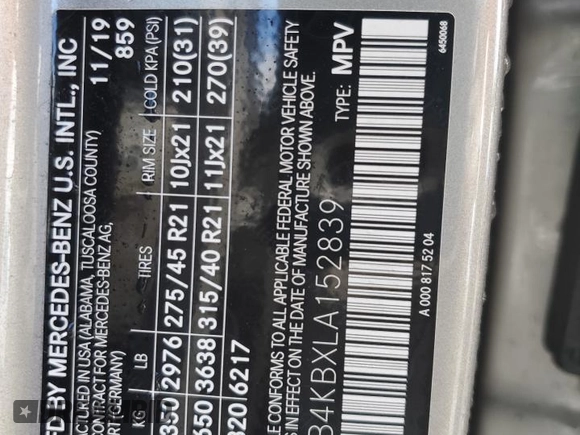 FD BY MERCEDES-BENZ U.S. INTL., INC
FACTURED IN USA (ALABAMA, TUSCALOOSA COUNTY)
CONTRACT FOR MERCEDES-BENZ AG,
GERMANY)
11/19
859
KG LB TIRES RIM SIZE COLD KPA(PSI)
350 2976 275/45 R21 10Jx21 210(31)
650 3638 315/40 R21 11Jx21 270(39)
820 6217
LE CONFORMS TO ALL APPLICABLE FEDERAL MOTOR VEHICLE SAFETY
S IN EFFECT ON THE DATE OF MANUFACTURE SHOWN ABOVE.
B4KBXLA152839 TYPE: MPV
A 000 817 52 04
6450068